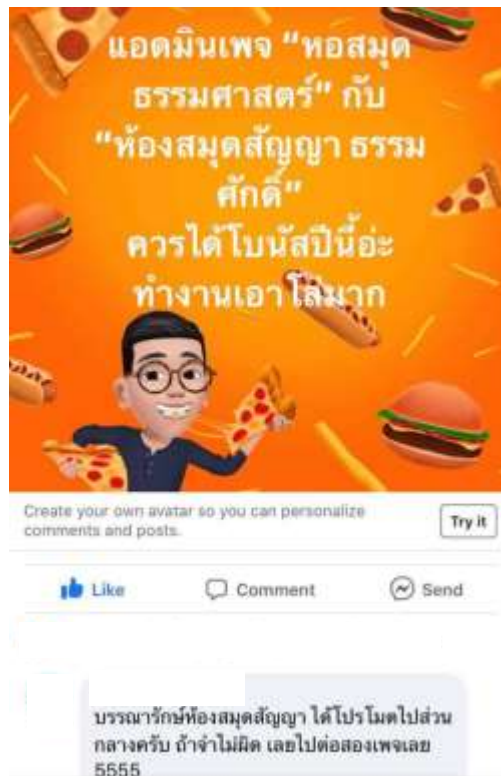 แอดมินเพจ “หอสมุด
ธรรมศาสตร์” กับ
“ห้องสมุดสัญญา ธรรม
ศักดิ์”
ควรได้โบนัสปีนี้อ่ะ
ทำงานเอาโล่มาก
Create your own avatar so you can personalize
comments and posts.
Try it
Like
Comment
Send
บรรณารักษ์ห้องสมุดสัญญา ได้โปรโมตไปส่วน
กลางครับ ถ้าจำไม่ผิด เลยไปต่อสองเพจเลย
5555